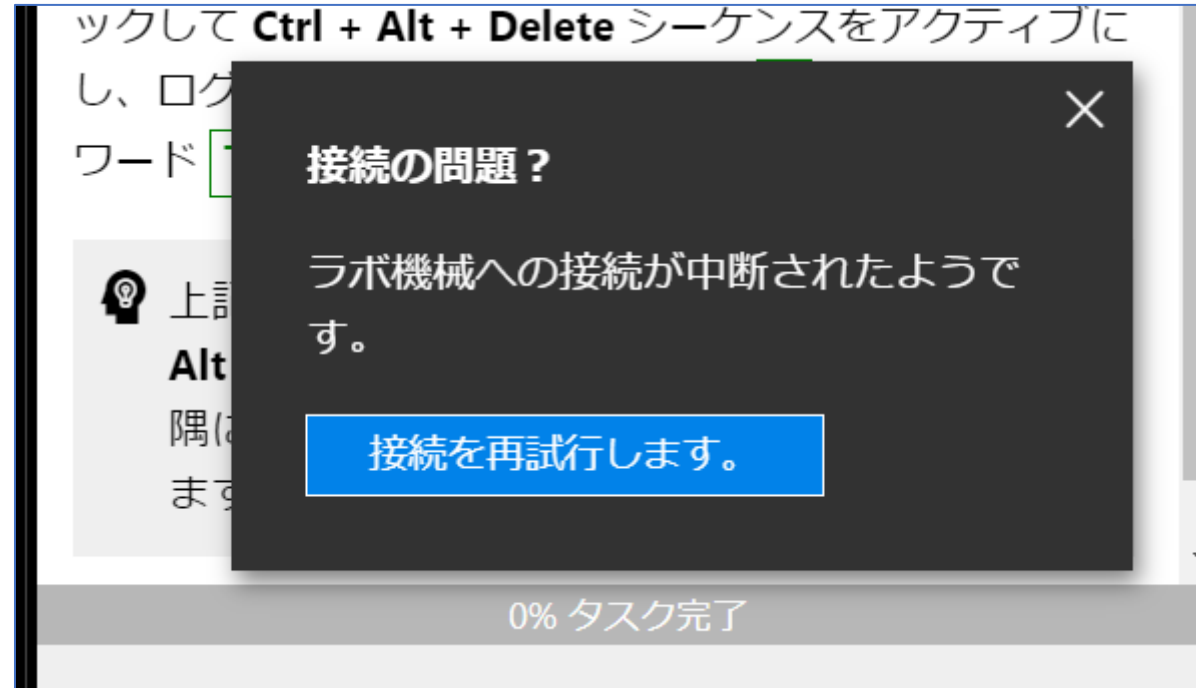 ックして Ctrl + Alt + Delete シーケンスをアクティブに
し、ログ
ワード
接続の問題？
ラボ機械への接続が中断されたようで
す。
上記
Alt
隅に
ます
接続を再試行します。
0% タスク完了